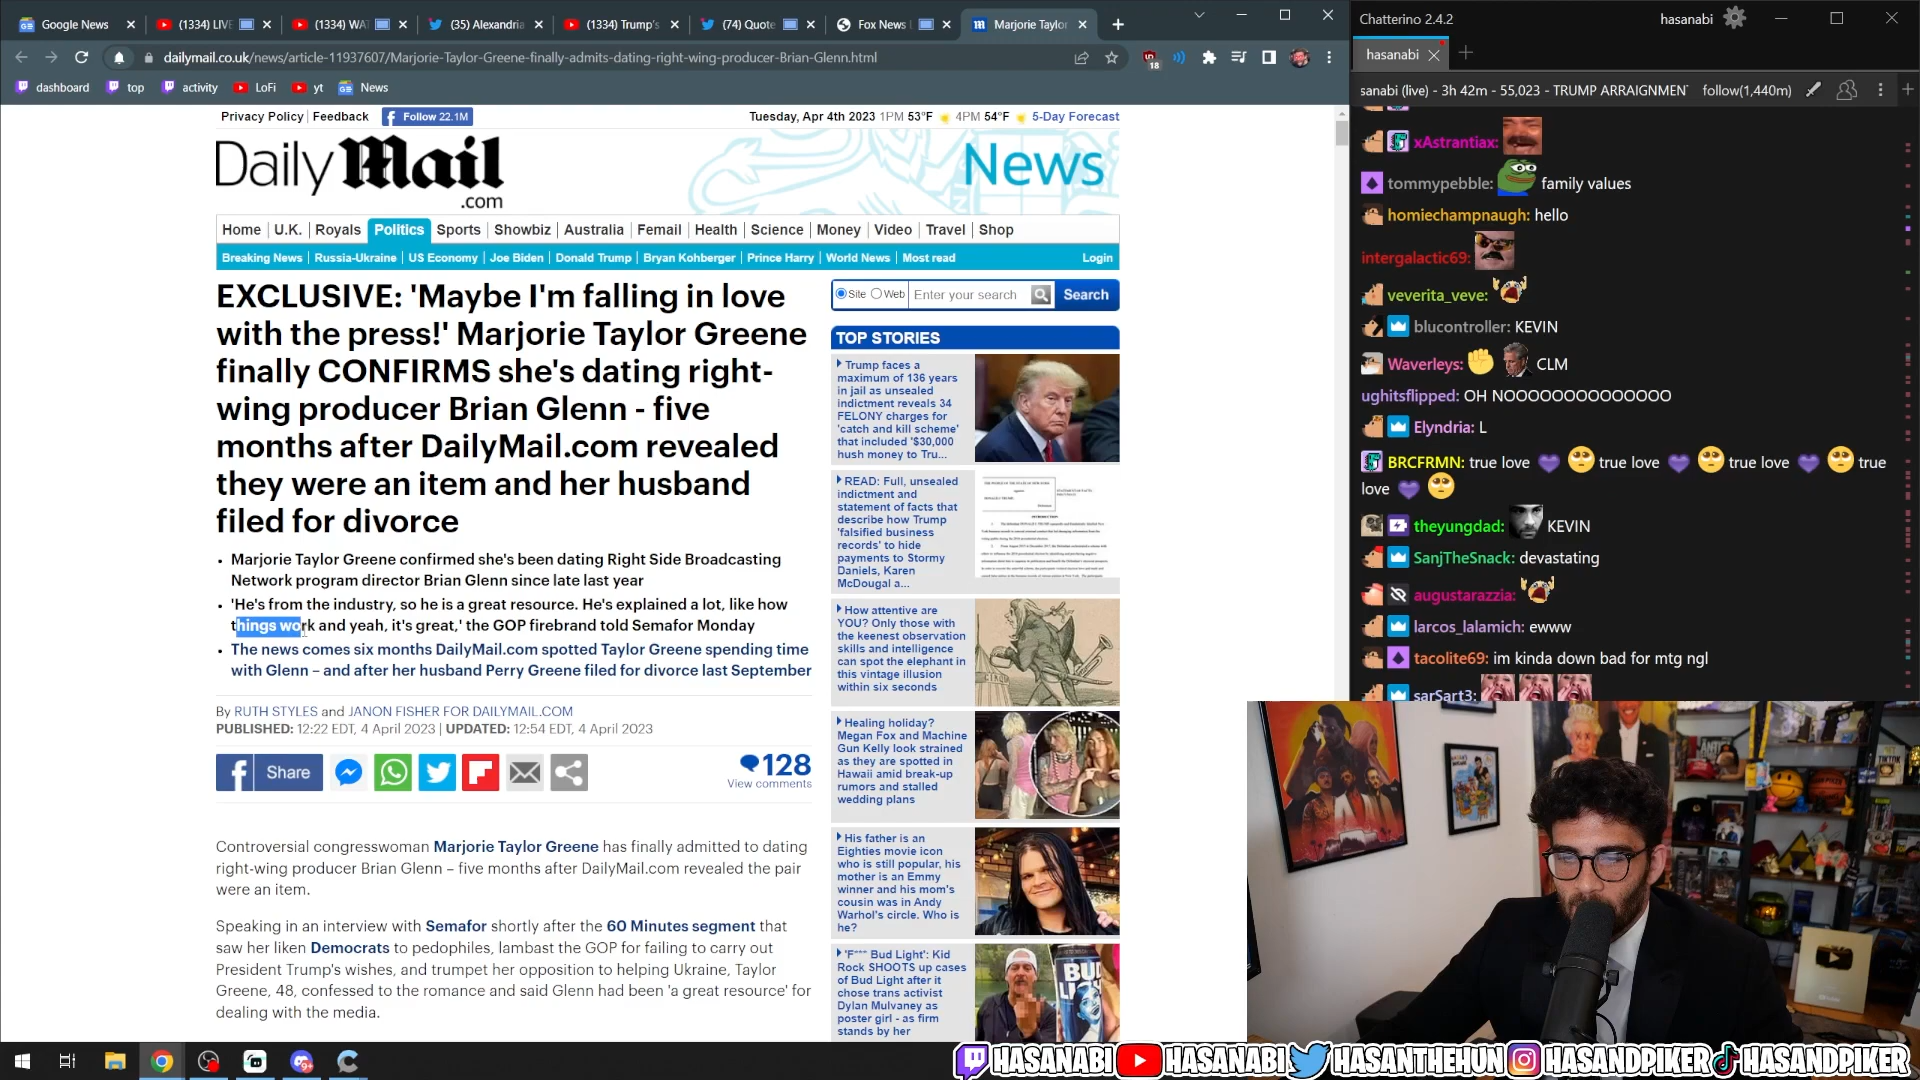 Google News
(1334) LIVE
(1334) WA
(35) Alexandria
(1334) Trump's
(74) Quote
Fox News
Marjorie Taylor
dailymail.co.uk/news/article-11937607/Marjorie-Taylor-Greene-finally-admits-dating-right-wing-producer-Brian-Glenn.html
18
dashboard
top
activity
LoFi
yt
News
Privacy Policy | Feedback
Follow 22.1M
Tuesday, Apr 4th 2023 1PM 53°F 4PM 54°F 5-Day Forecast
Daily Mail
.com
News
Home U.K. Royals Politics Sports Showbiz Australia Femail Health Science Money Video Travel Shop
Breaking News Russia-Ukraine US Economy Joe Biden Donald Trump Bryan Kohberger Prince Harry World News Most read Login
EXCLUSIVE: 'Maybe I'm falling in love
with the press!' Marjorie Taylor Greene
finally CONFIRMS she's dating right-
wing producer Brian Glenn - five
months after DailyMail.com revealed
they were an item and her husband
filed for divorce
• Marjorie Taylor Greene confirmed she's been dating Right Side Broadcasting
Network program director Brian Glenn since late last year
• 'He's from the industry, so he is a great resource. He's explained a lot, like how
things work and yeah, it's great,' the GOP firebrand told Semafor Monday
• The news comes six months DailyMail.com spotted Taylor Greene spending time
with Glenn – and after her husband Perry Greene filed for divorce last September
By RUTH STYLES and JANON FISHER FOR DAILYMAIL.COM
PUBLISHED: 12:22 EDT, 4 April 2023 | UPDATED: 12:54 EDT, 4 April 2023
Share
128
View comments
Controversial congresswoman Marjorie Taylor Greene has finally admitted to dating
right-wing producer Brian Glenn – five months after DailyMail.com revealed the pair
were an item.
Speaking in an interview with Semafor shortly after the 60 Minutes segment that
saw her liken Democrats to pedophiles, lambast the GOP for failing to carry out
President Trump's wishes, and trumpet her opposition to helping Ukraine, Taylor
Greene, 48, confessed to the romance and said Glenn had been 'a great resource' for
dealing with the media.
Site Web Enter your search Search
TOP STORIES
Trump faces a
maximum of 136 years
in jail as unsealed
indictment reveals 34
FELONY charges for
'catch and kill scheme'
that included '$30,000
hush money to Tru...
READ: Full, unsealed
indictment and
statement of facts that
describe how Trump
'falsified business
records' to hide
payments to Stormy
Daniels, Karen
McDougal a...
How attentive are
YOU? Only those with
the keenest observation
skills and intelligence
can spot the elephant in
this vintage illusion
within six seconds
Healing holiday?
Megan Fox and Machine
Gun Kelly look strained
as they are spotted in
Hawaii amid break-up
rumors and stalled
wedding plans
His father is an
Eighties movie icon
who is still popular, his
mother is an Emmy
winner and his mom's
cousin was in Andy
Warhol's circle. Who is
he?
'F*** Bud Light': Kid
Rock SHOOTS up cases
of Bud Light after it
chose trans activist
Dylan Mulvaney as
poster girl - as firm
stands by her
Chatterino 2.4.2
hasanabi
hasanabi
sanabi (live) - 3h 42m - 55,023 - TRUMP ARRAIGNMENT follow(1,440m)
xAstrantiax:
tommypebble: family values
homiechampnaugh: hello
intergalactic69:
veverita_veve:
blucontroller: KEVIN
Waverleys: CLM
ughitsflipped: OH NOOOOOOOOOOOOOO
Elyndria: L
BRCFRMN: true love true love true love true
love
theyungdad: KEVIN
SanjTheSnack: devastating
augustarazzia:
larcos_lalamich: ewww
tacolite69: im kinda down bad for mtg ngl
sarSart3:
HASANABI HASANABI HASANTHEHUN HASANDPIKER HASANDPIKER